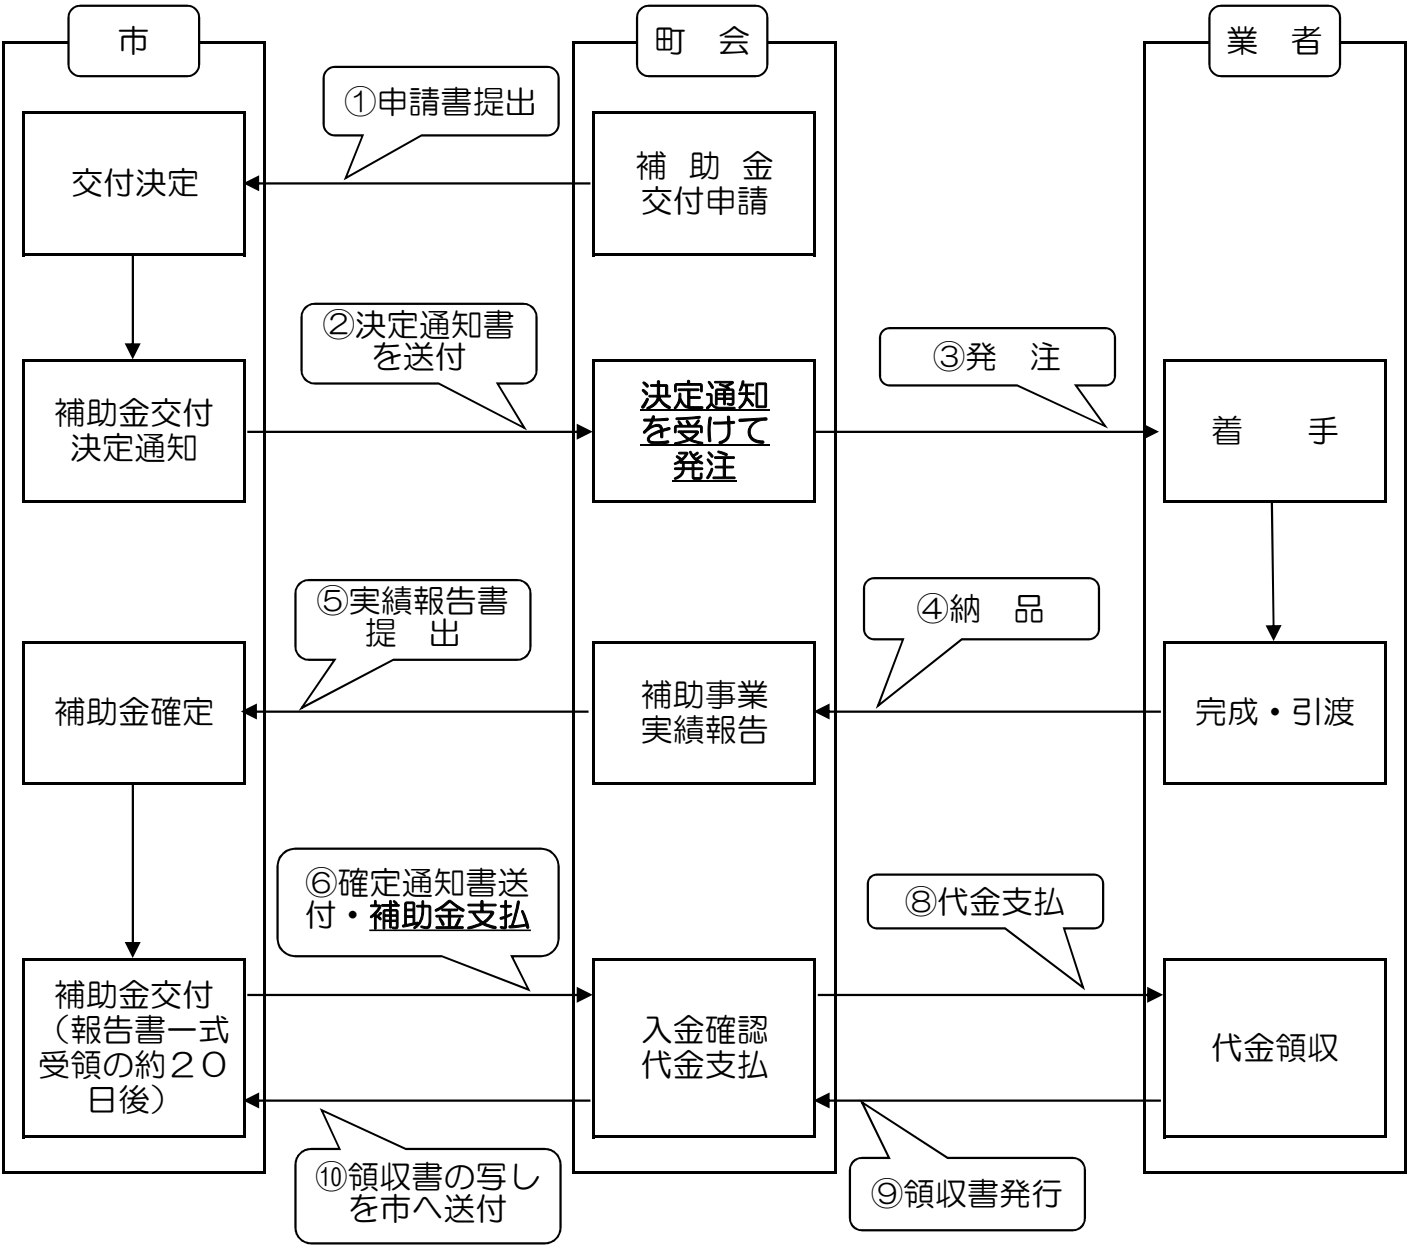 市
町　会
業　者
①申請書提出
交付決定
補 助 金
交付申請
②決定通知書
を送付
③発　注
補助金交付
決定通知
決定通知
を受けて
発注
着　　手
⑤実績報告書
提　出
④納　品
補助金確定
補助事業
実績報告
完成・引渡
⑥確定通知書送
付・補助金支払
⑧代金支払
補助金交付
（報告書一式
受領の約２０
日後）
入金確認
代金支払
代金領収
⑩領収書の写し
を市へ送付
⑨領収書発行